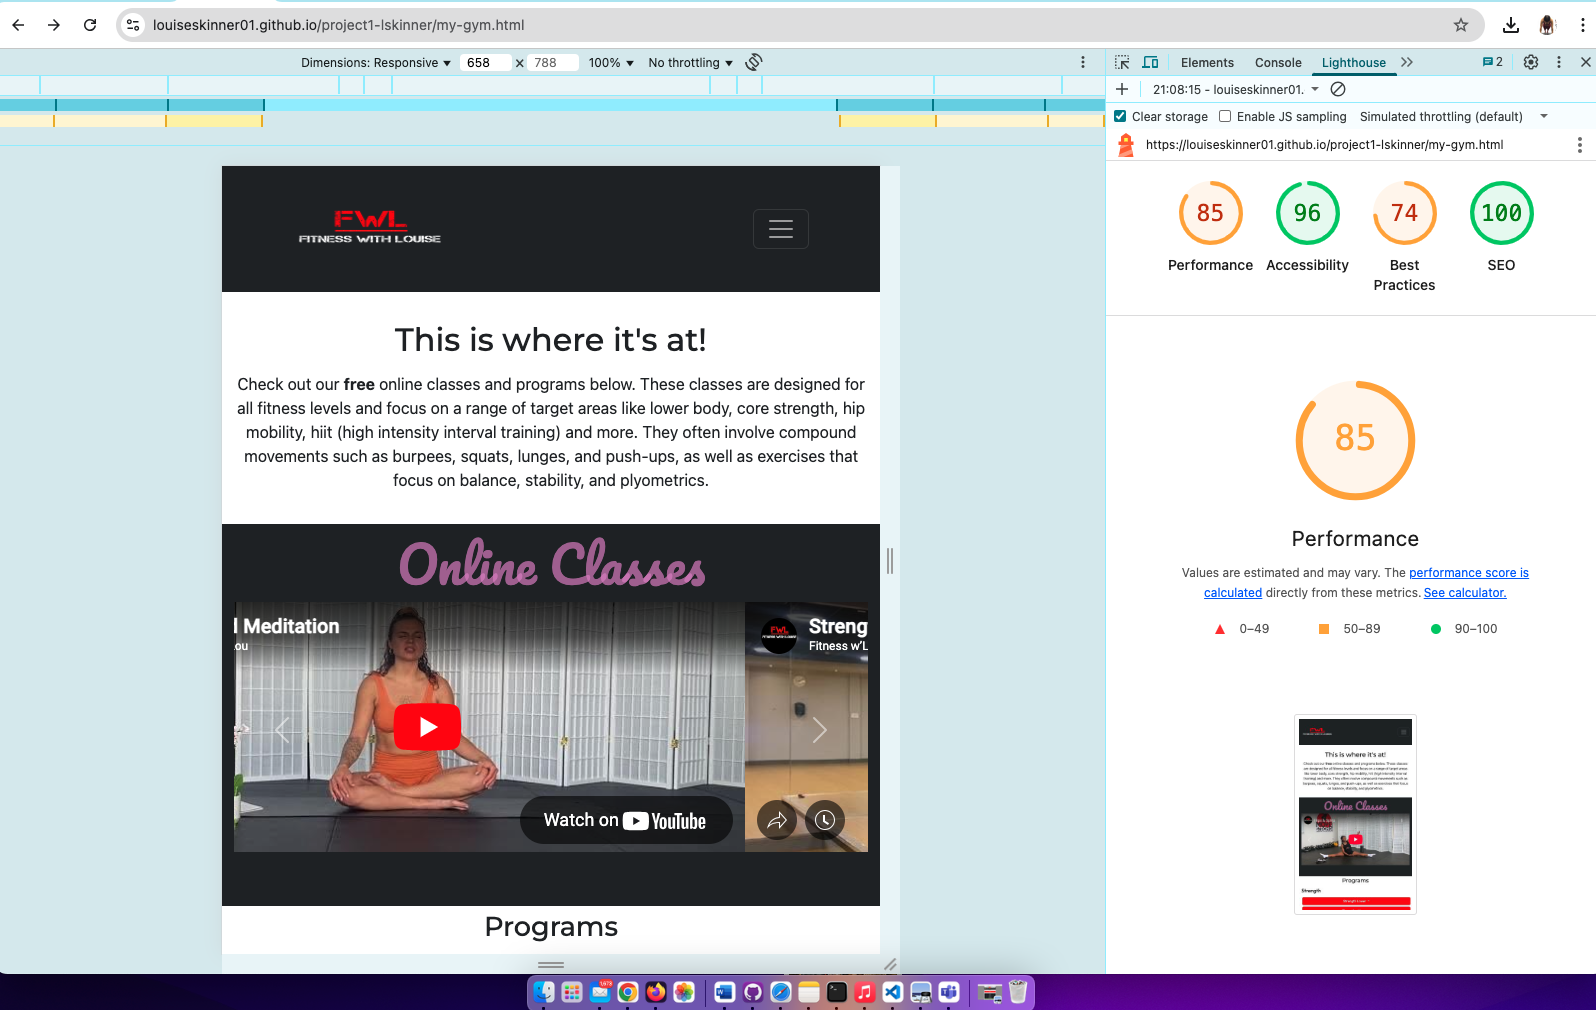 louiseskinner01.github.io/project1-lskinner/my-gym.html
Dimensions: Responsive 658 × 788 100% No throttling
Elements Console Lighthouse 2
21:08:15 - louiseskinner01.
Clear storage Enable JS sampling Simulated throttling (default)
https://louiseskinner01.github.io/project1-lskinner/my-gym.html
85 96 74 100
Performance Accessibility Best Practices SEO
85
Performance
Values are estimated and may vary. The performance score is
calculated directly from these metrics. See calculator.
0–49 50–89 90–100
FWL
FITNESS WITH LOUISE
This is where it's at!
Check out our free online classes and programs below. These classes are designed for
all fitness levels and focus on a range of target areas like lower body, core strength, hip
mobility, hiit (high intensity interval training) and more. They often involve compound
movements such as burpees, squats, lunges, and push-ups, as well as exercises that
focus on balance, stability, and plyometrics.
Online Classes
d Meditation
ou
FWL
FITNESS WITH LOUISE
Streng
Fitness w'L
Watch on YouTube
Programs
FWL
This is where it's at!
Online Classes
Programs
Strength